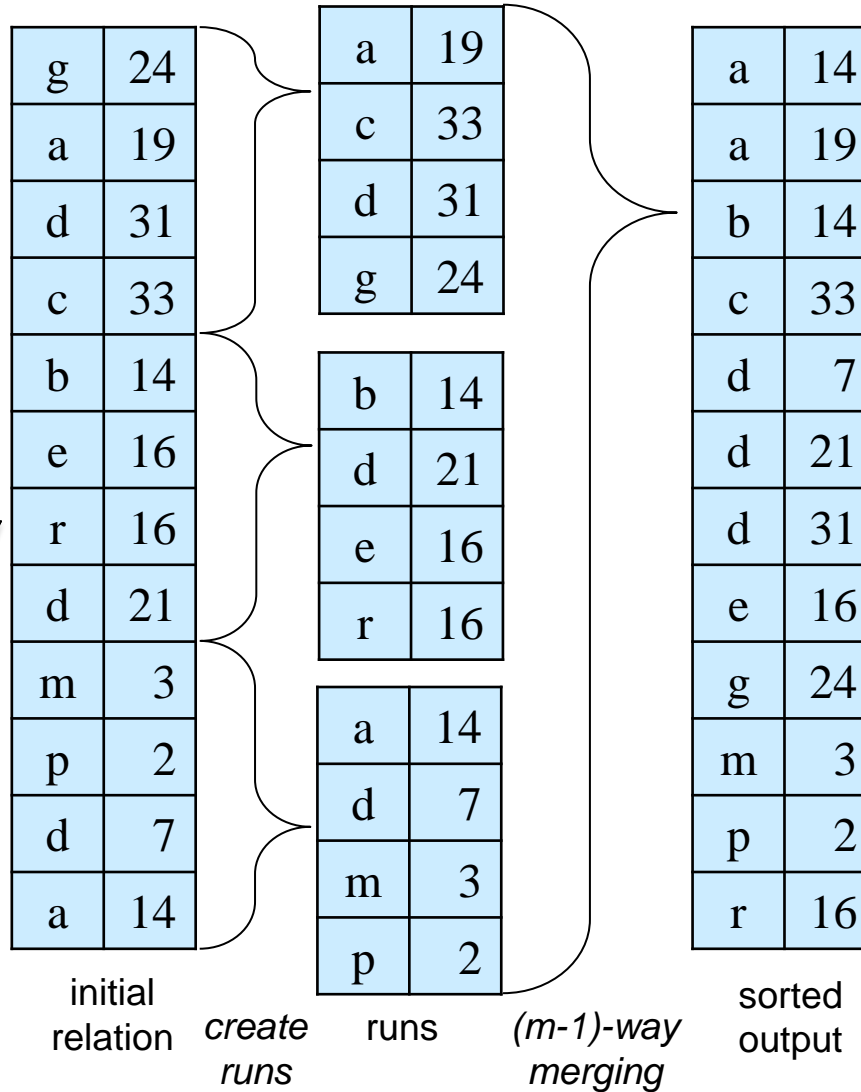 g 24
a 19
d 31
c 33
b 14
e 16
r 16
d 21
m 3
p 2
d 7
a 14
initial
relation
create
runs
a 19
c 33
d 31
g 24
b 14
d 21
e 16
r 16
a 14
d 7
m 3
p 2
runs
(m-1)-way
merging
a 14
a 19
b 14
c 33
d 7
d 21
d 31
e 16
g 24
m 3
p 2
r 16
sorted
output